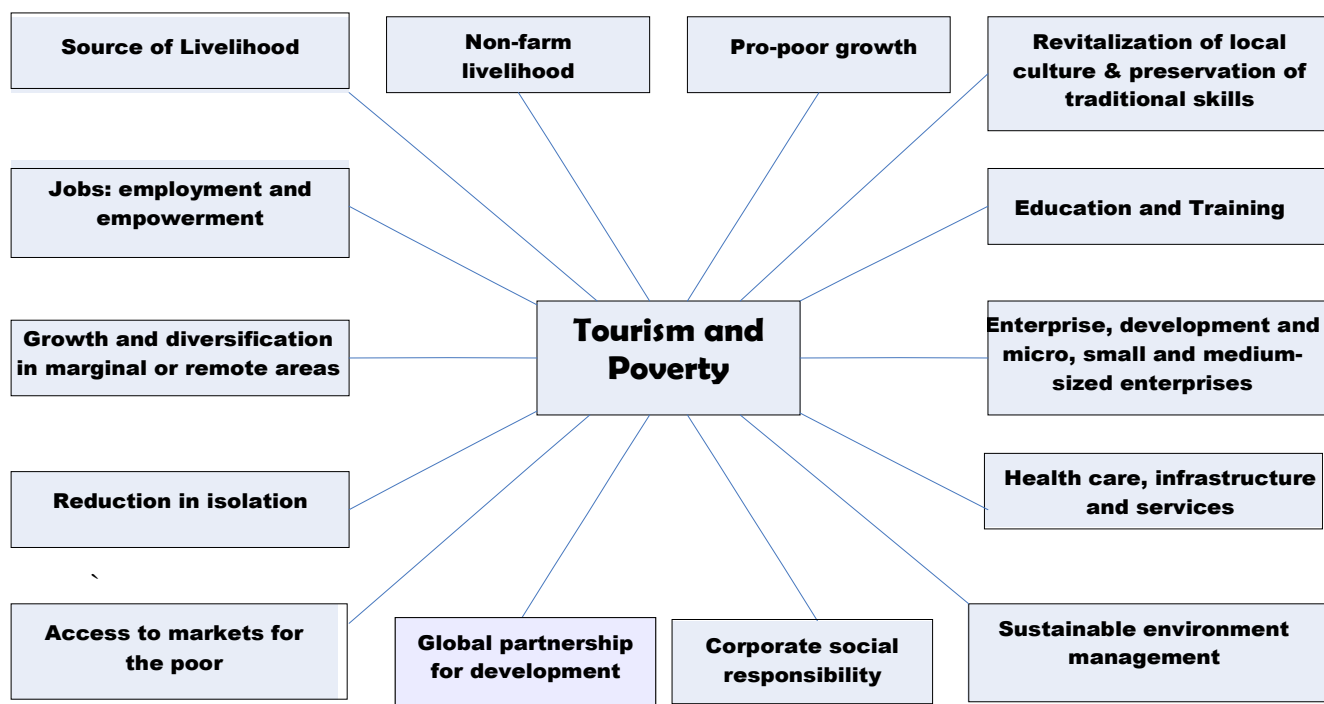 Source of Livelihood
Non-farm
livelihood
Pro-poor growth
Revitalization of local
culture & preservation of
traditional skills
Jobs: employment and
empowerment
Education and Training
Tourism and
Poverty
Growth and diversification
in marginal or remote areas
Enterprise, development and
micro, small and medium-
sized enterprises
Reduction in isolation
Health care, infrastructure
and services
`
Access to markets for
the poor
Global partnership
for development
Corporate social
responsibility
Sustainable environment
management